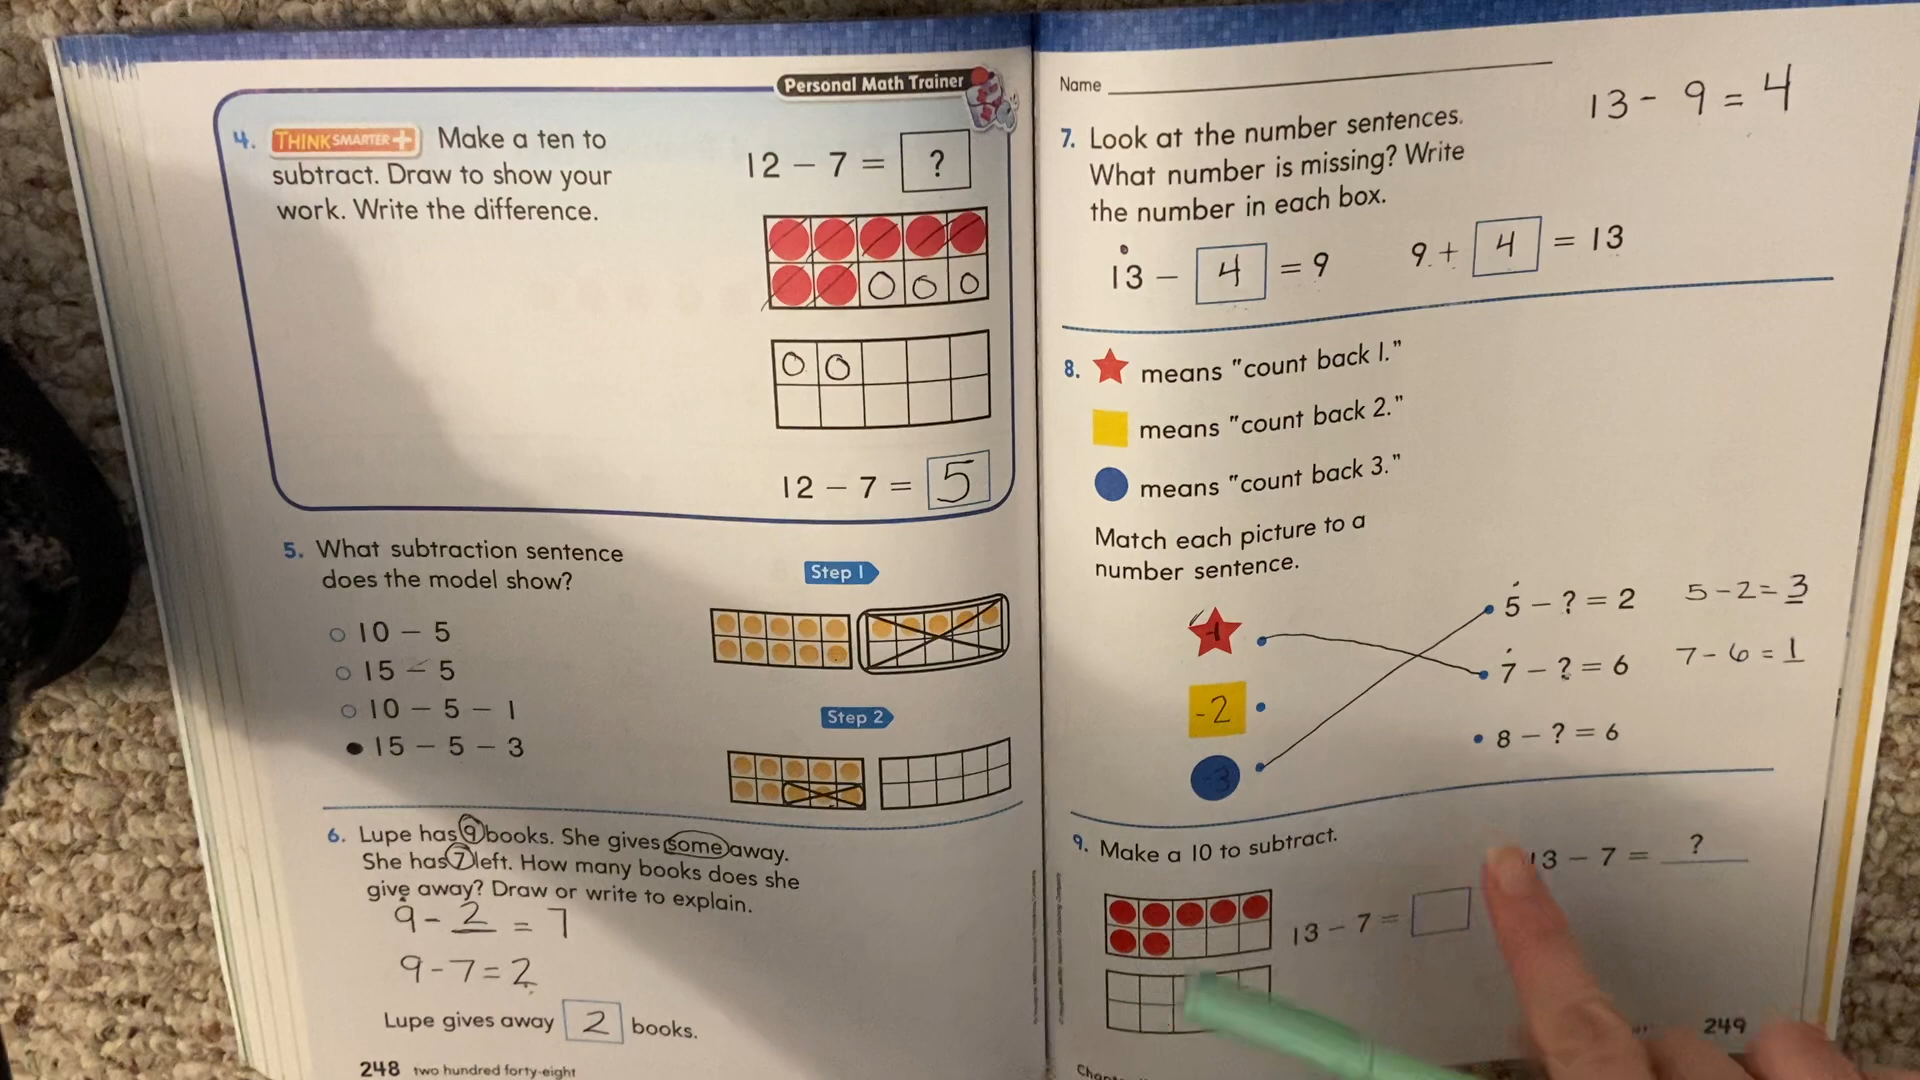 Personal Math Trainer
4. THINKSMARTER+ Make a ten to
subtract. Draw to show your
work. Write the difference.
12 − 7 = ?
12 − 7 = 5
5. What subtraction sentence
does the model show?
10 − 5
15 − 5
10 − 5 − 1
15 − 5 − 3
Step 1
Step 2
6. Lupe has 9 books. She gives some away.
She has 7 left. How many books does she
give away? Draw or write to explain.
9 - 2 = 7
9 - 7 = 2
Lupe gives away 2 books.
248 two hundred forty-eight
Name
13 - 9 = 4
7. Look at the number sentences.
What number is missing? Write
the number in each box.
13 − 4 = 9
9 + 4 = 13
8. means "count back 1."
means "count back 2."
means "count back 3."
Match each picture to a
number sentence.
-1
-2
-3
5 − ? = 2 5 - 2 = 3
7 − ? = 6 7 - 6 = 1
8 − ? = 6
9. Make a 10 to subtract.
13 − 7 = ?
13 − 7 =
249